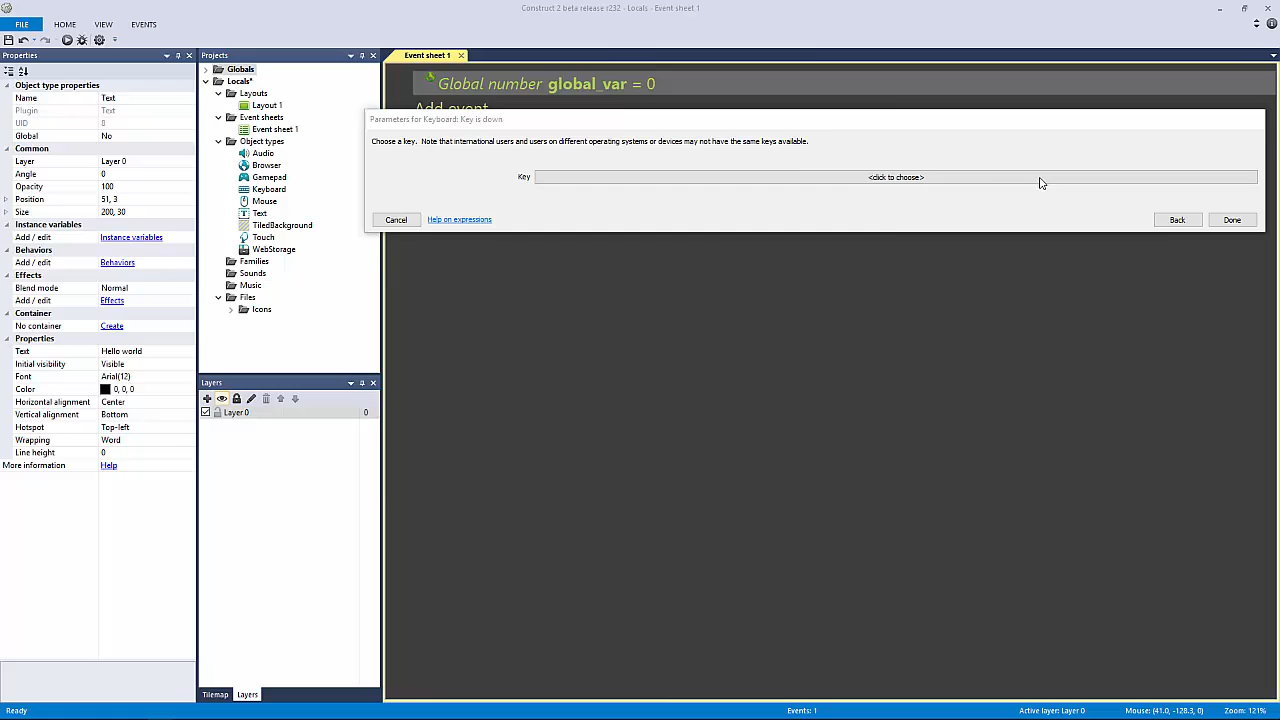 Construct 2 beta release r232 - Locals - Event sheet 1
FILE HOME VIEW EVENTS
Properties
Object type properties
Name Text
Plugin Text
UID 8
Global No
Common
Layer Layer 0
Angle 0
Opacity 100
Position 51, 3
Size 200, 30
Instance variables
Add / edit Instance variables
Behaviors
Add / edit Behaviors
Effects
Blend mode Normal
Add / edit Effects
Container
No container Create
Properties
Text Hello world
Initial visibility Visible
Font Arial(12)
Color 0, 0, 0
Horizontal alignment Center
Vertical alignment Bottom
Hotspot Top-left
Wrapping Word
Line height 0
More information Help
Projects
Globals
Locals*
Layouts
Layout 1
Event sheets
Event sheet 1
Object types
Audio
Browser
Gamepad
Keyboard
Mouse
Text
TiledBackground
Touch
WebStorage
Families
Sounds
Music
Files
Icons
Layers
Layer 0 0
Tilemap Layers
Event sheet 1
Global number global_var = 0
Add event
Parameters for Keyboard: Key is down
Choose a key. Note that international users and users on different operating systems or devices may not have the same keys available.
Key <click to choose>
Cancel Help on expressions Back Done
Ready Events: 1 Active layer: Layer 0 Mouse: (41.0, -128.3, 0) Zoom: 121%